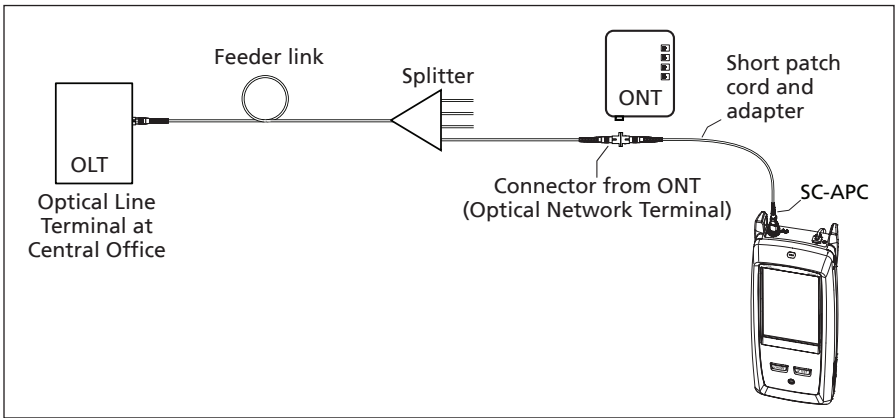 Feeder link
Splitter
ONT
Short patch
cord and
adapter
OLT
Optical Line
Terminal at
Central Office
Connector from ONT
(Optical Network Terminal)
SC-APC